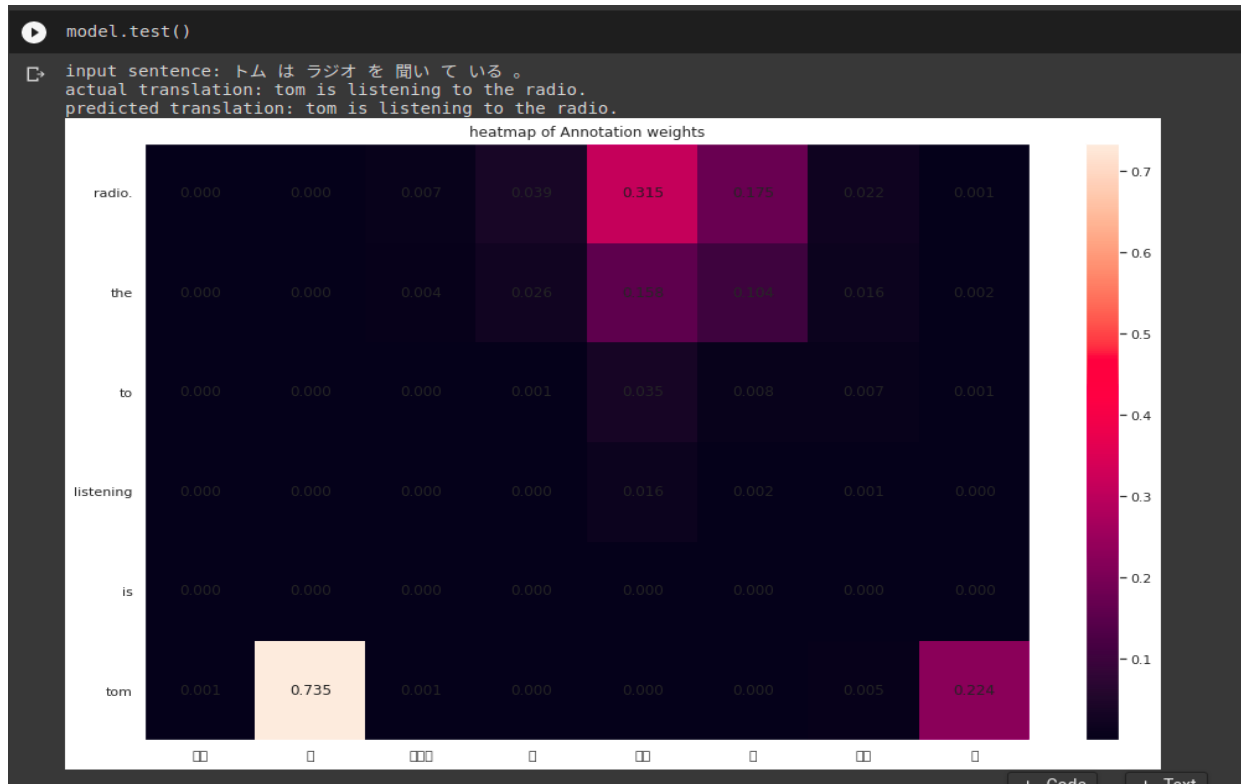 model.test()
input sentence: トム は ラジオ を 聞い て いる 。
actual translation: tom is listening to the radio.
predicted translation: tom is listening to the radio.
heatmap of Annotation weights
radio. 0.000 0.000 0.007 0.039 0.315 0.022 0.001
the 0.000 0.000 0.004 0.026 0.104 0.016 0.002
to 0.000 0.000 0.000 0.001 0.035 0.008 0.007 0.001
listening 0.000 0.000 0.000 0.000 0.016 0.002 0.001 0.000
is 0.000 0.000 0.000 0.000 0.000 0.000 0.000 0.000
tom 0.001 0.735 0.001 0.000 0.000 0.000 0.005 0.224
0.7
0.6
0.5
0.4
0.3
0.2
0.1